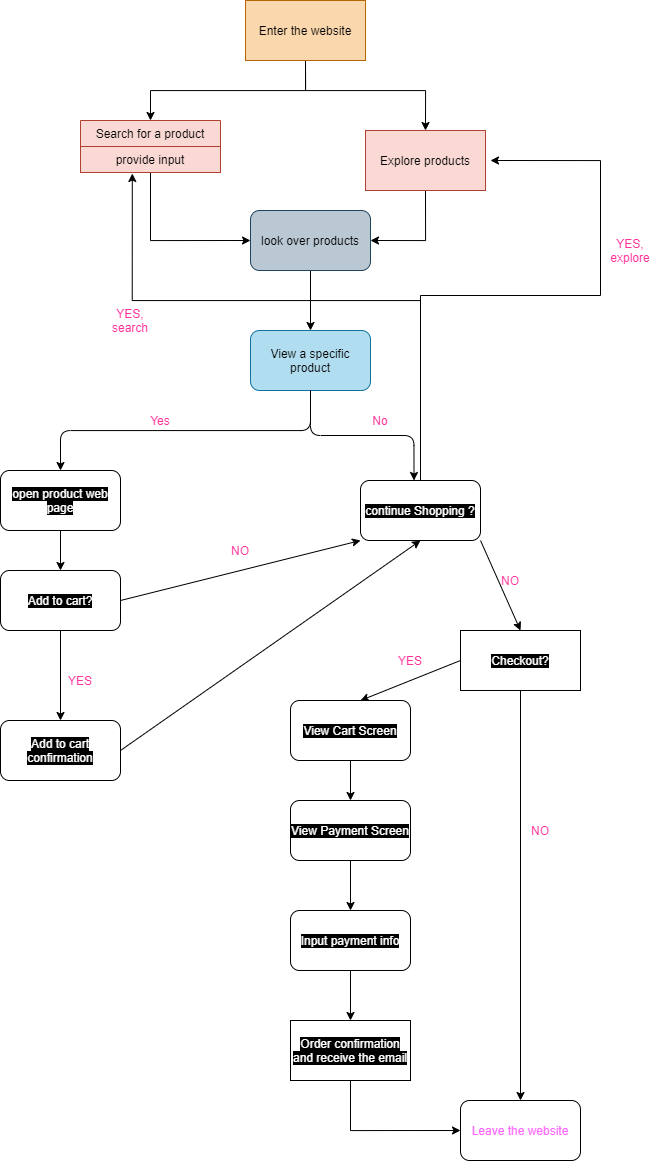 Enter the website
Search for a product
provide input
Explore products
look over products
YES,
explore
YES,
search
View a specific
product
Yes
No
open product web
page
continue Shopping ?
NO
Add to cart?
NO
YES
YES
Checkout?
Add to cart
confirmation
View Cart Screen
View Payment Screen
NO
Input payment info
Order confirmation
and receive the email
Leave the website